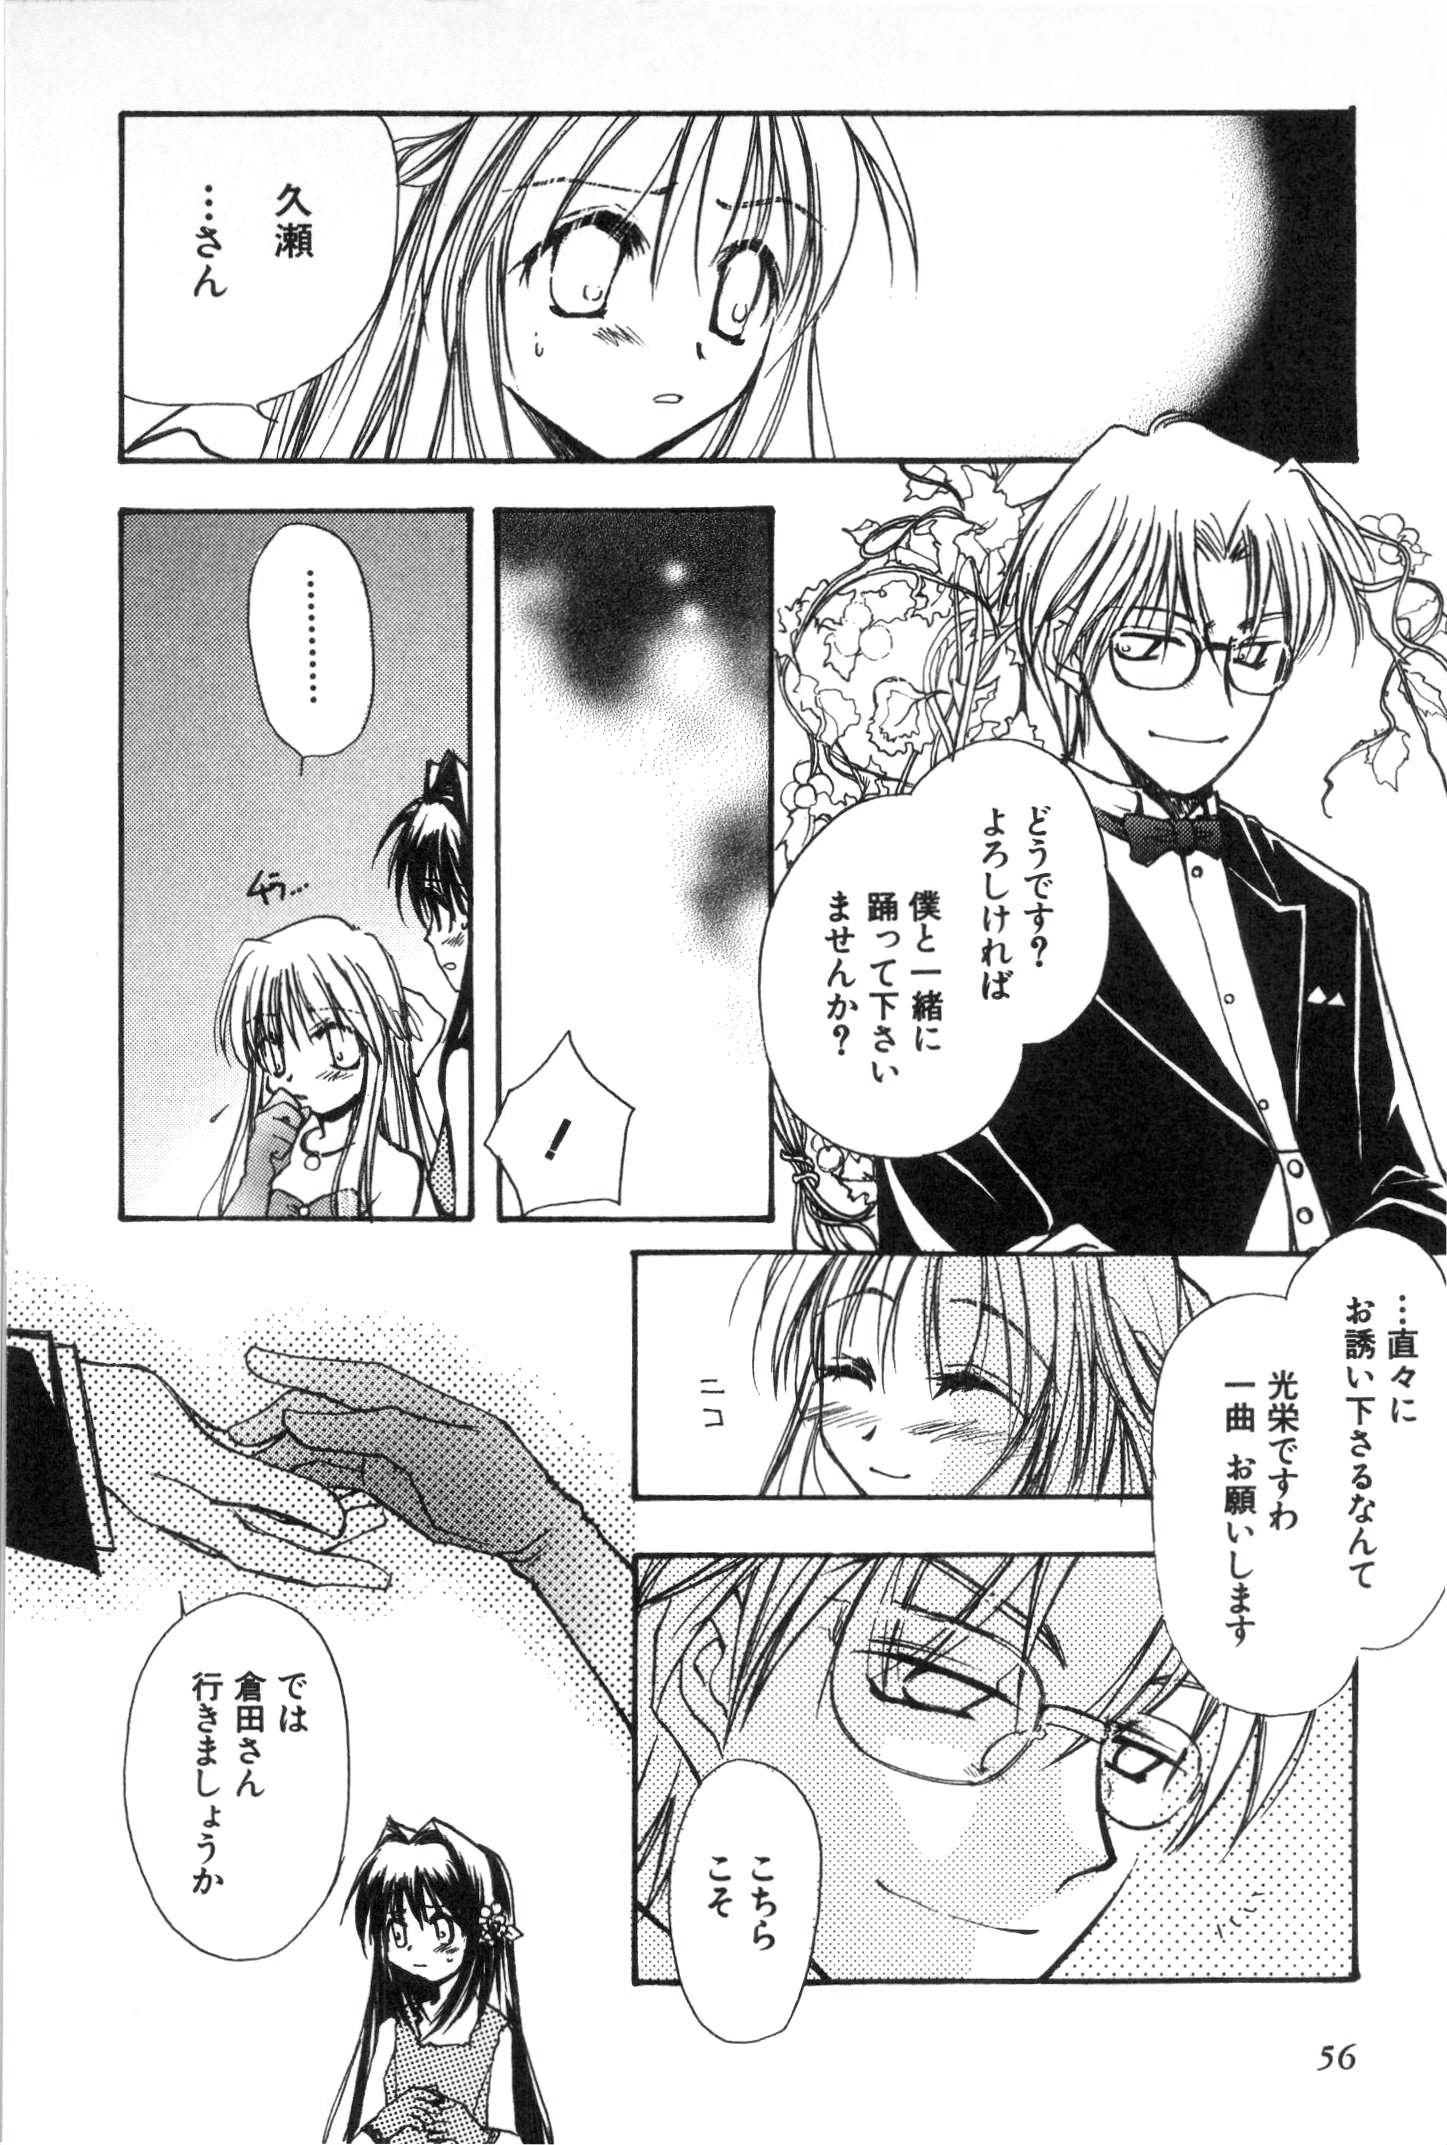 久瀬
…さん
どうです？
よろしければ
僕と一緒に
踊って下さい
ませんか？
！
…………
チラ…
…直々に
お誘い下さるなんて
光栄ですわ
一曲 お願いします
ニコ
こちら
こそ
では
倉田さん
行きましょうか
56